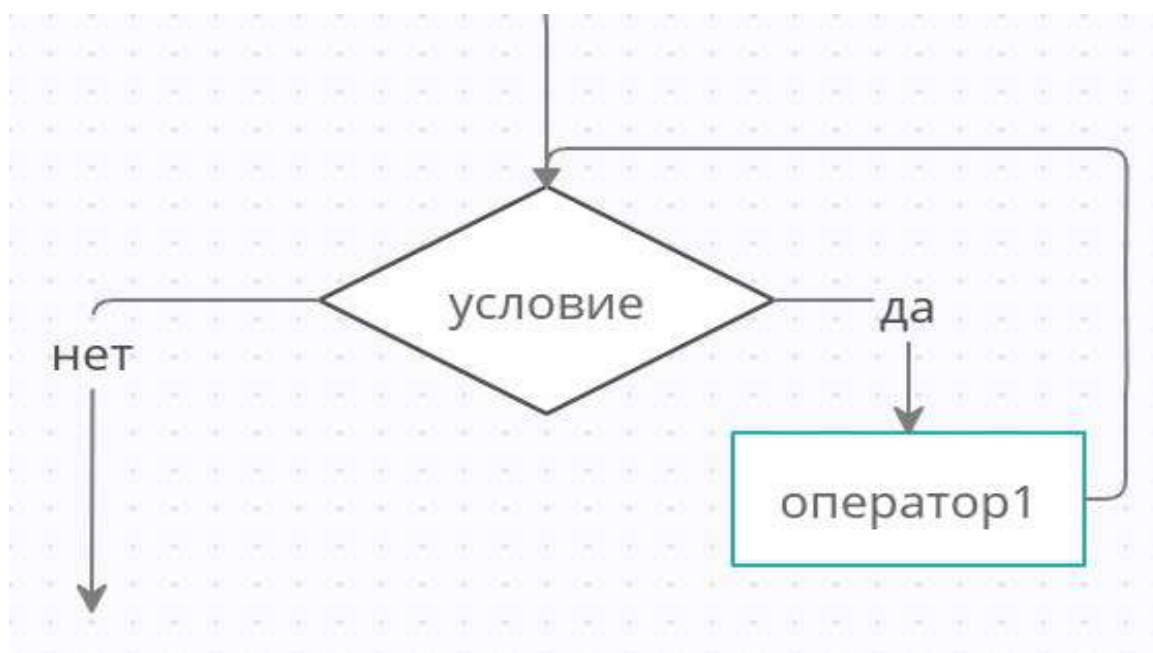 условие
да
нет
оператор1